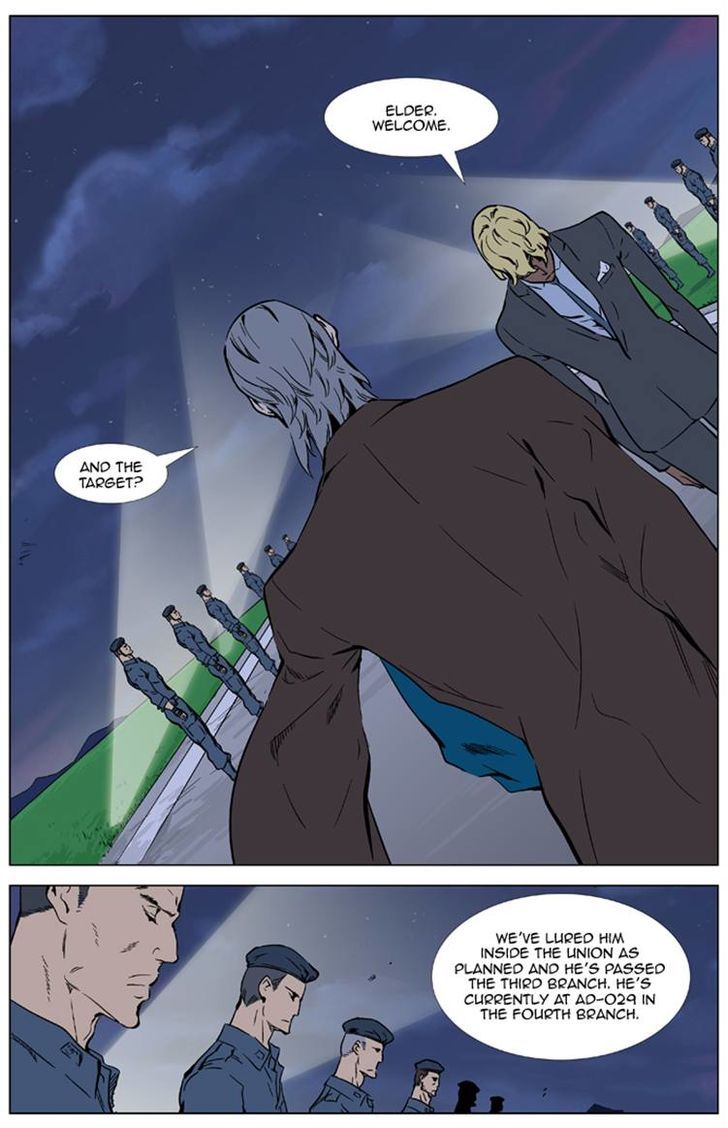 ELDER.
WELCOME.
AND THE
TARGET?
WE'VE LURED HIM
INSIDE THE UNION AS
PLANNED AND HE'S PASSED
THE THIRD BRANCH. HE'S
CURRENTLY AT AD-029 IN
THE FOURTH BRANCH.